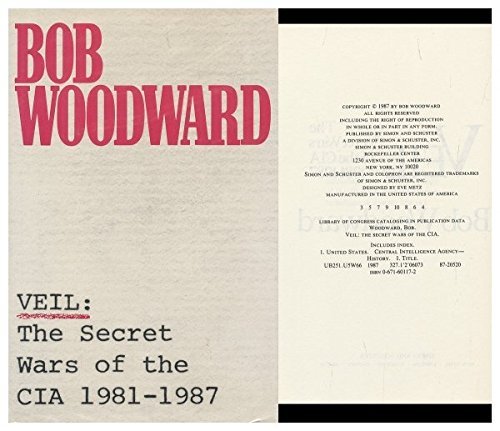 BOB
WOODWARD
VEIL:
The Secret
Wars of the
CIA 1981-1987
COPYRIGHT © 1987 BY BOB WOODWARD
ALL RIGHTS RESERVED
INCLUDING THE RIGHT OF REPRODUCTION
IN WHOLE OR IN PART IN ANY FORM.
PUBLISHED BY SIMON AND SCHUSTER
A DIVISION OF SIMON & SCHUSTER, INC.
SIMON & SCHUSTER BUILDING
ROCKEFELLER CENTER
1230 AVENUE OF THE AMERICAS
NEW YORK, NY 10020
SIMON AND SCHUSTER AND COLOPHON ARE REGISTERED TRADEMARKS
OF SIMON & SCHUSTER, INC.
DESIGNED BY EVE METZ
MANUFACTURED IN THE UNITED STATES OF AMERICA
3 5 7 9 10 8 6 4
LIBRARY OF CONGRESS CATALOGING IN PUBLICATION DATA
WOODWARD, BOB.
VEIL: THE SECRET WARS OF THE CIA.
INCLUDES INDEX.
1. UNITED STATES. CENTRAL INTELLIGENCE AGENCY—
HISTORY. I. TITLE.
UB251.U5W66 1987 327.1'2'06073 87-20520
ISBN 0-671-60117-2